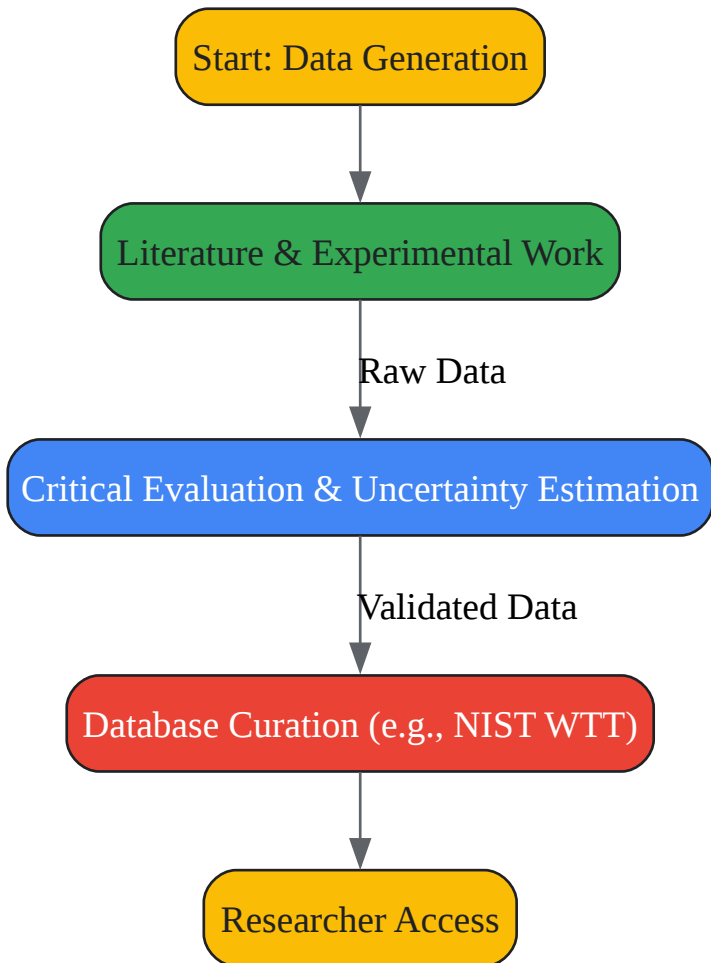 Start: Data Generation
Literature & Experimental Work
Raw Data
Critical Evaluation & Uncertainty Estimation
Validated Data
Database Curation (e.g., NIST WTT)
Researcher Access